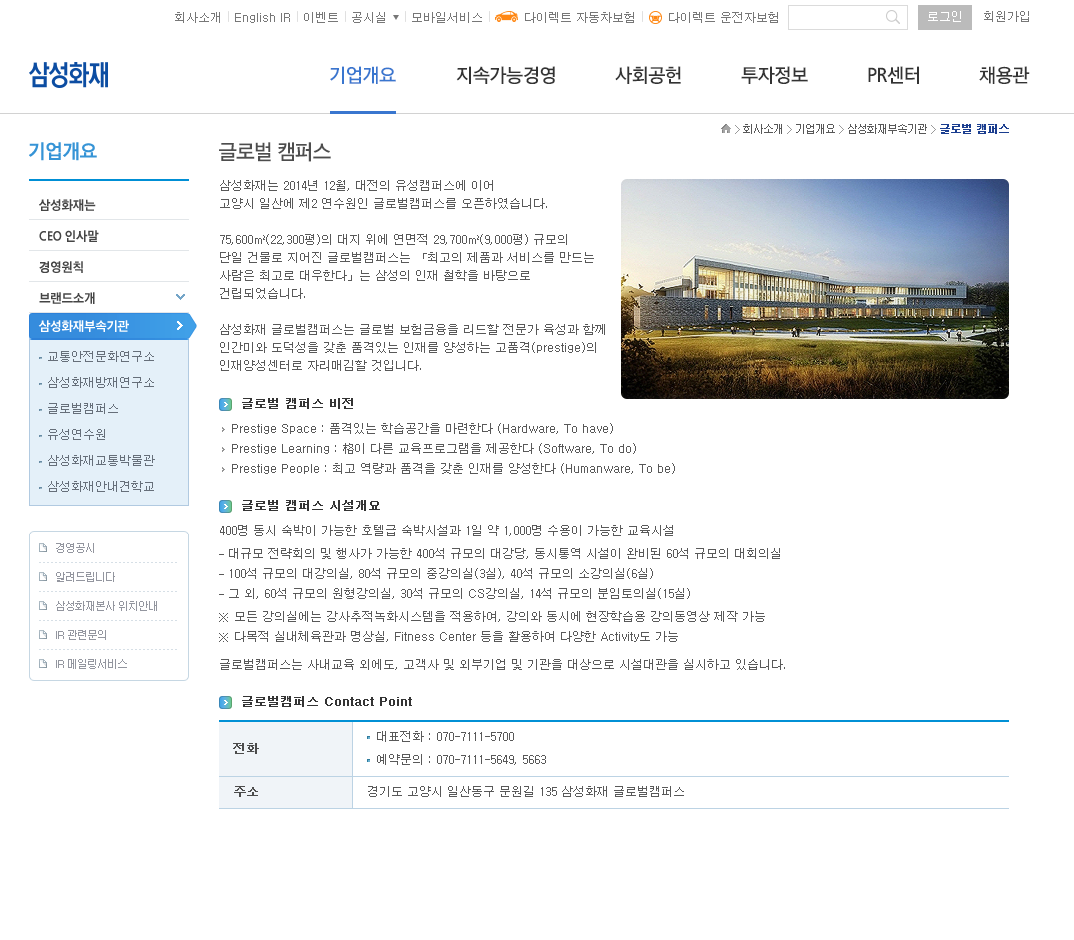 회사소개 English IR 이벤트 공시실 ▼ 모바일서비스 다이렉트 자동차보험 다이렉트 운전자보험 로그인 회원가입
삼성화재 기업개요 지속가능경영 사회공헌 투자정보 PR센터 채용관
회사소개 > 기업개요 > 삼성화재부속기관 > 글로벌 캠퍼스
기업개요
삼성화재는
CEO 인사말
경영원칙
브랜드소개
삼성화재부속기관
- 교통안전문화연구소
- 삼성화재방재연구소
- 글로벌캠퍼스
- 유성연수원
- 삼성화재교통박물관
- 삼성화재안내견학교
경영공시
알려드립니다
삼성화재본사 위치안내
IR 관련문의
IR 메일링서비스
글로벌 캠퍼스
삼성화재는 2014년 12월, 대전의 유성캠퍼스에 이어
고양시 일산에 제2 연수원인 글로벌캠퍼스를 오픈하였습니다.
75,600㎡(22,300평)의 대지 위에 연면적 29,700㎡(9,000평) 규모의
단일 건물로 지어진 글로벌캠퍼스는 「최고의 제품과 서비스를 만드는
사람은 최고로 대우한다」는 삼성의 인재 철학을 바탕으로
건립되었습니다.
삼성화재 글로벌캠퍼스는 글로벌 보험금융을 리드할 전문가 육성과 함께
인간미와 도덕성을 갖춘 품격있는 인재를 양성하는 고품격(prestige)의
인재양성센터로 자리매김할 것입니다.
글로벌 캠퍼스 비전
› Prestige Space : 품격있는 학습공간을 마련한다 (Hardware, To have)
› Prestige Learning : 格이 다른 교육프로그램을 제공한다 (Software, To do)
› Prestige People : 최고 역량과 품격을 갖춘 인재를 양성한다 (Humanware, To be)
글로벌 캠퍼스 시설개요
400명 동시 숙박이 가능한 호텔급 숙박시설과 1일 약 1,000명 수용이 가능한 교육시설
- 대규모 전략회의 및 행사가 가능한 400석 규모의 대강당, 동시통역 시설이 완비된 60석 규모의 대회의실
- 100석 규모의 대강의실, 80석 규모의 중강의실(3실), 40석 규모의 소강의실(6실)
- 그 외, 60석 규모의 원형강의실, 30석 규모의 CS강의실, 14석 규모의 분임토의실(15실)
※ 모든 강의실에는 강사추적녹화시스템을 적용하여, 강의와 동시에 현장학습용 강의동영상 제작 가능
※ 다목적 실내체육관과 명상실, Fitness Center 등을 활용하여 다양한 Activity도 가능
글로벌캠퍼스는 사내교육 외에도, 고객사 및 외부기업 및 기관을 대상으로 시설대관을 실시하고 있습니다.
글로벌캠퍼스 Contact Point
전화
대표전화 : 070-7111-5700
예약문의 : 070-7111-5649, 5663
주소 경기도 고양시 일산동구 문원길 135 삼성화재 글로벌캠퍼스